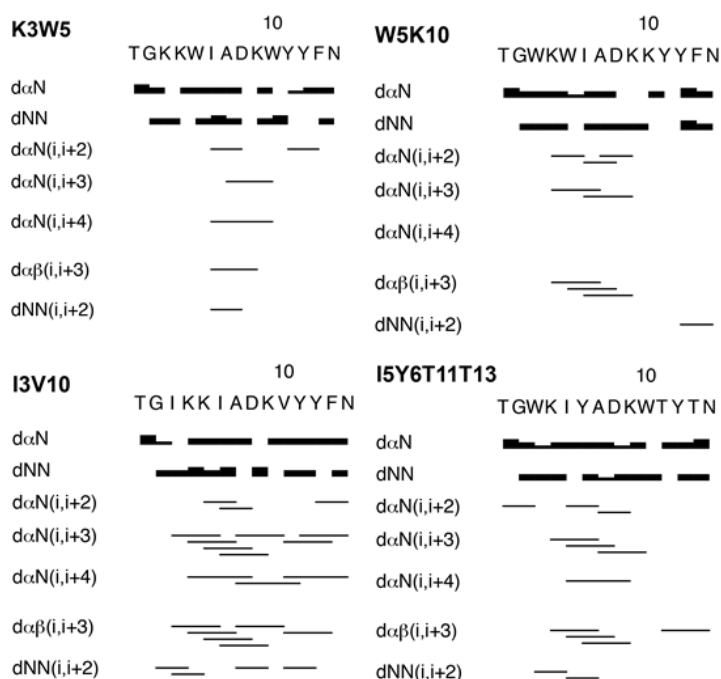 K3W5
10
TGKKWIADKWYYFN
dαN
dNN
dαN(i,i+2)
dαN(i,i+3)
dαN(i,i+4)
dαβ(i,i+3)
dNN(i,i+2)
W5K10
10
TGWKWIADKKYYFN
dαN
dNN
dαN(i,i+2)
dαN(i,i+3)
dαN(i,i+4)
dαβ(i,i+3)
dNN(i,i+2)
I3V10
10
TGIKKIADKVYYFN
dαN
dNN
dαN(i,i+2)
dαN(i,i+3)
dαN(i,i+4)
dαβ(i,i+3)
dNN(i,i+2)
I5Y6T11T13
10
TGWKIYADKWTYTN
dαN
dNN
dαN(i,i+2)
dαN(i,i+3)
dαN(i,i+4)
dαβ(i,i+3)
dNN(i,i+2)